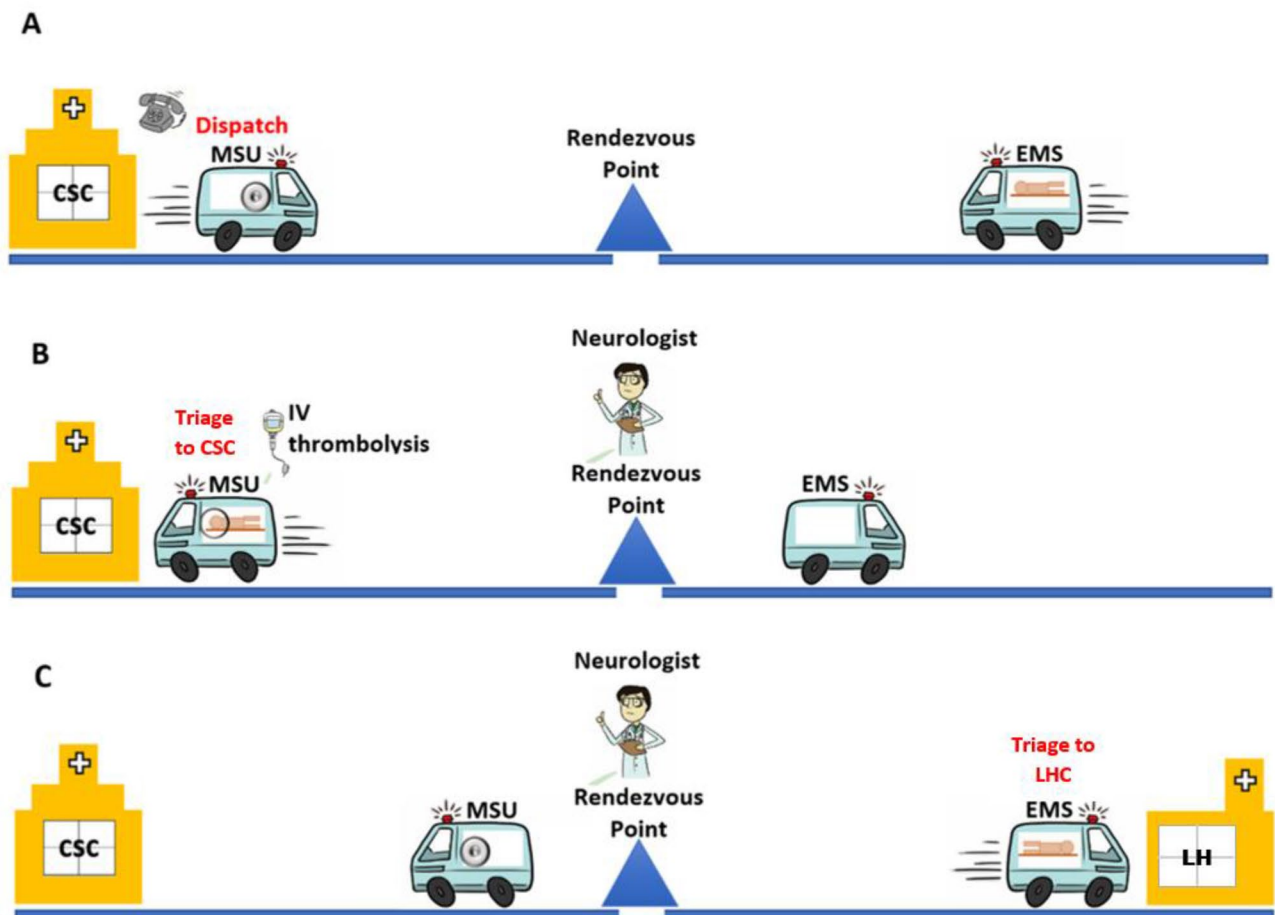 A
Dispatch
MSU
CSC
Rendezvous
Point
EMS
B
Neurologist
Triage
to CSC
IV
thrombolysis
MSU
CSC
Rendezvous
Point
EMS
C
Neurologist
Triage to
LHC
MSU
CSC
Rendezvous
Point
EMS
LH